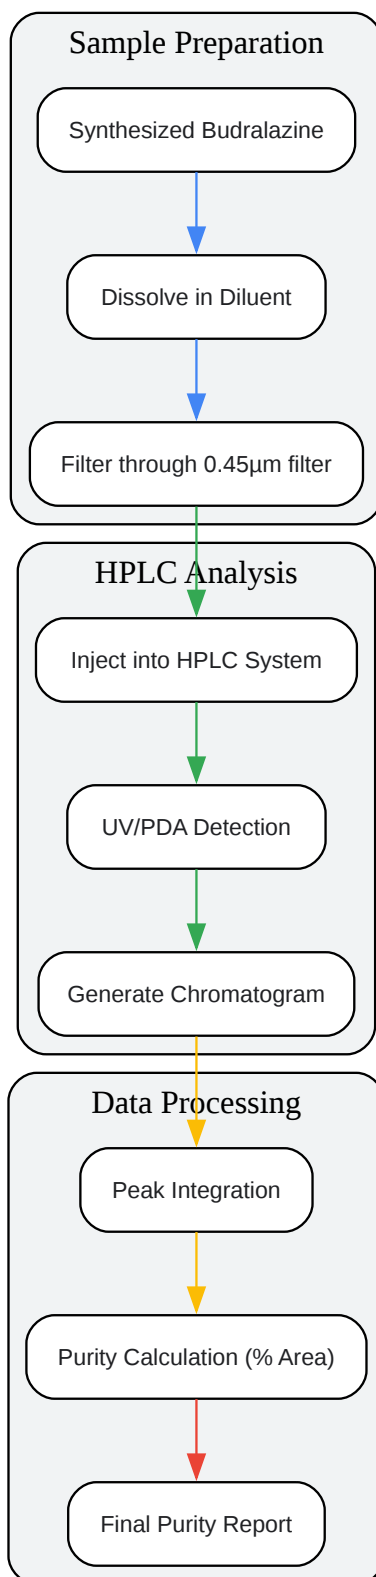 Sample Preparation
Synthesized Budralazine
Dissolve in Diluent
Filter through 0.45µm filter
HPLC Analysis
Inject into HPLC System
UV/PDA Detection
Generate Chromatogram
Data Processing
Peak Integration
Purity Calculation (% Area)
Final Purity Report